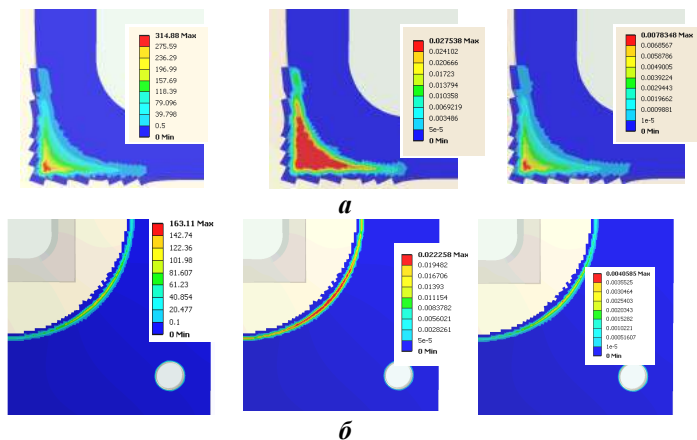 314.88 Max
275.59
236.29
196.99
157.69
118.39
79.096
39.798
0.5
0 Min
0.027538 Max
0.024102
0.020666
0.01723
0.013794
0.010358
0.0069219
0.003486
5e-5
0 Min
0.0078348 Max
0.0068567
0.0058786
0.0049005
0.0039224
0.0029443
0.0019662
0.0009881
1e-5
0 Min
а
163.11 Max
142.74
122.36
101.98
81.607
61.23
40.854
20.477
0.1
0 Min
0.022258 Max
0.019482
0.016706
0.01393
0.011154
0.0083782
0.0056021
0.0028261
5e-5
0 Min
0.0040585 Max
0.0035525
0.0030464
0.0025403
0.0020343
0.0015282
0.0010221
0.00051607
1e-5
0 Min
б